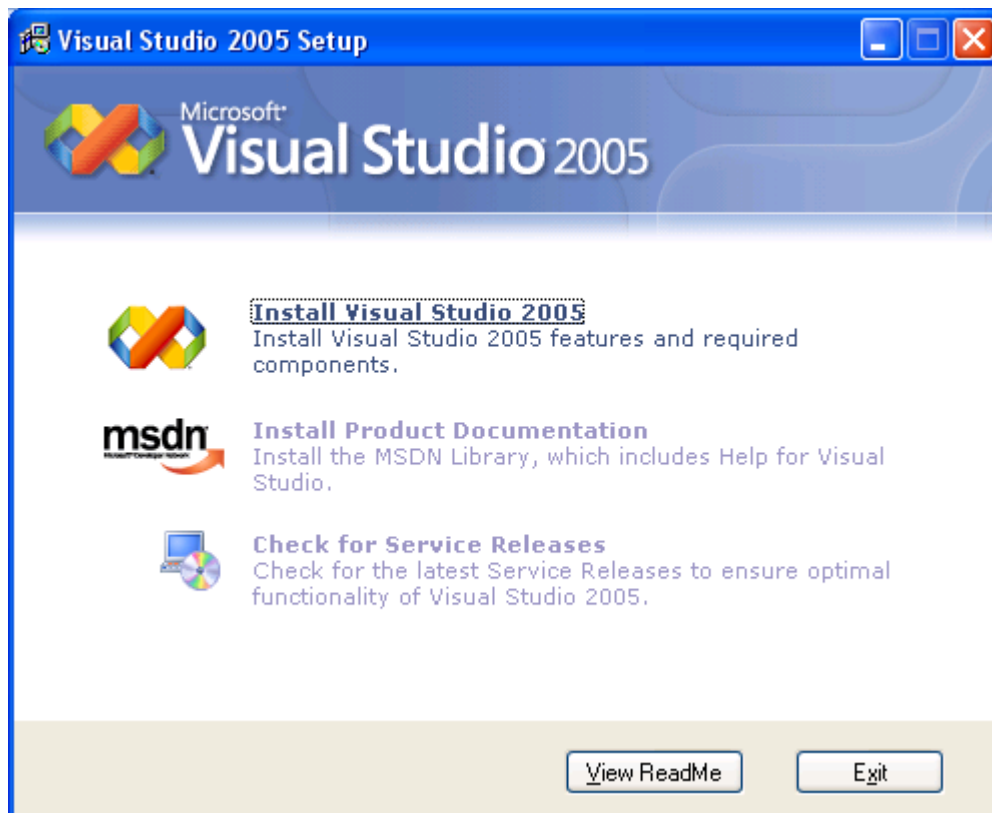 Visual Studio 2005 Setup
Microsoft
Visual Studio 2005
Install Visual Studio 2005
Install Visual Studio 2005 features and required
components.
msdn
Install Product Documentation
Install the MSDN Library, which includes Help for Visual
Studio.
Check for Service Releases
Check for the latest Service Releases to ensure optimal
functionality of Visual Studio 2005.
View ReadMe
Exit